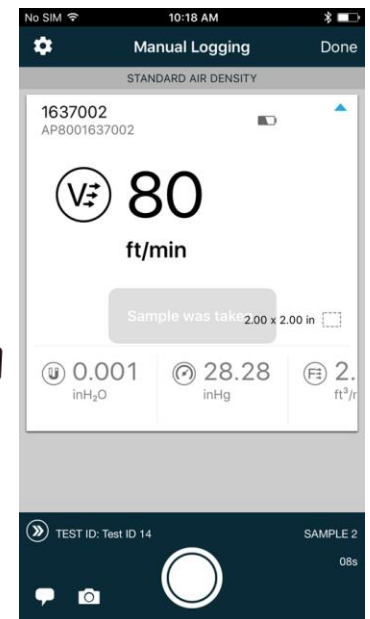 No SIM 10:18 AM
Manual Logging Done
STANDARD AIR DENSITY
1637002
AP8001637002
V 80
ft/min
Sample was take
2.00 x 2.00 in
0.001 28.28 2.
inH₂O inHg ft³/
TEST ID: Test ID 14 SAMPLE 2
08s